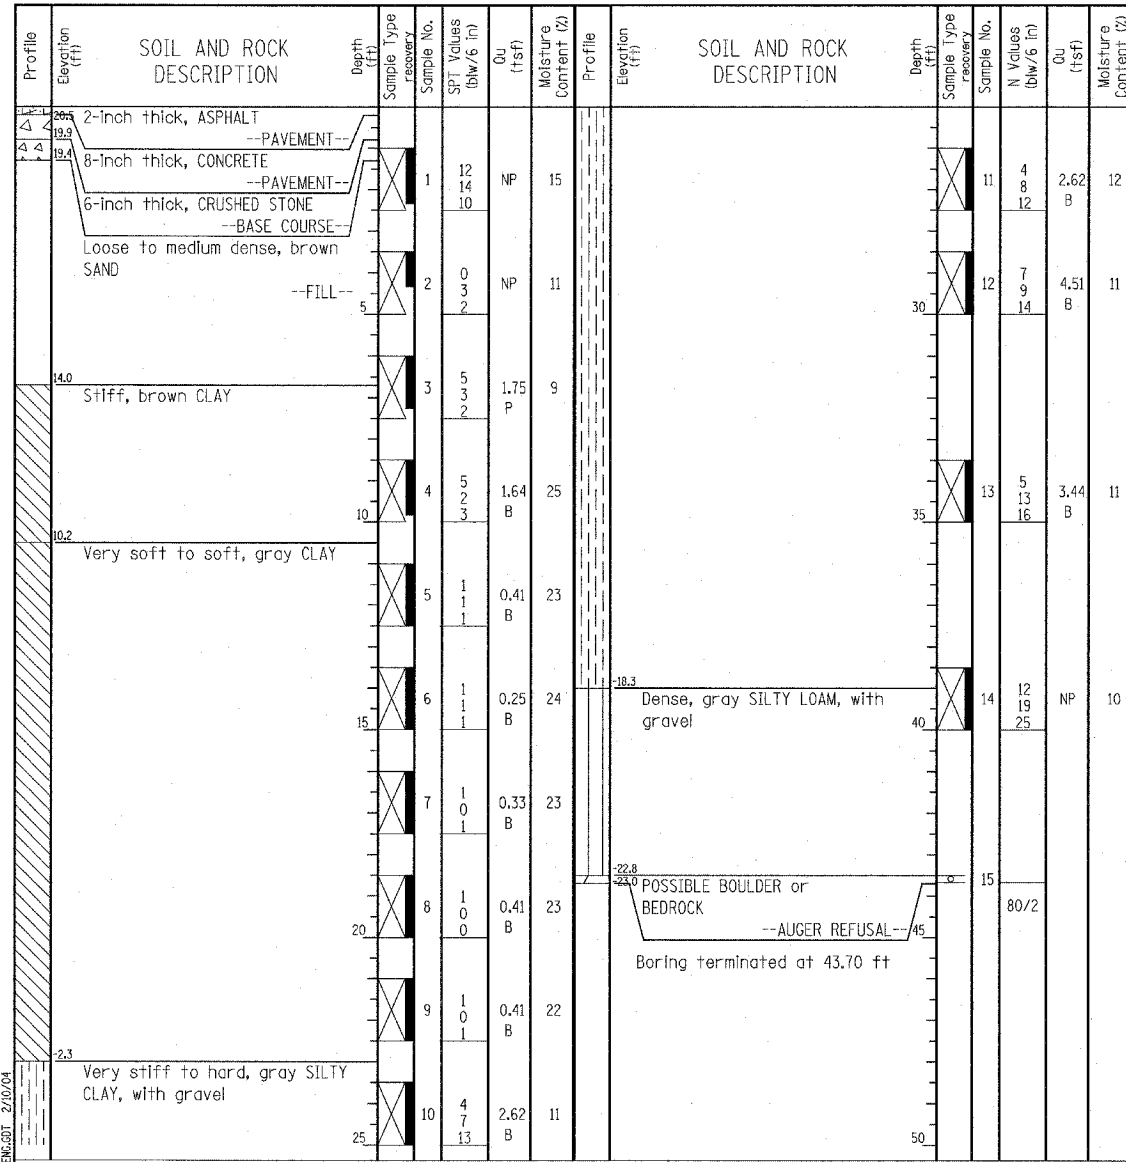 Profile
Elevation (ft)
SOIL AND ROCK
DESCRIPTION
Depth (ft)
Sample Type
recovery
Sample No.
SPT Values
(blw/6 in)
Qu
(tsf)
Moisture
Content (%)
20.5
2-inch thick, ASPHALT
--PAVEMENT--
19.9
8-inch thick, CONCRETE
--PAVEMENT--
19.4
6-inch thick, CRUSHED STONE
--BASE COURSE--
Loose to medium dense, brown
SAND
--FILL--
1
12
14
10
NP
15
2
0
3
2
NP
11
5
14.0
Stiff, brown CLAY
3
5
3
2
1.75
P
9
4
5
2
3
1.64
B
25
10
10.2
Very soft to soft, gray CLAY
5
1
1
1
0.41
B
23
6
1
1
1
0.25
B
24
15
7
1
0
1
0.33
B
23
8
1
0
0
0.41
B
23
20
9
1
0
1
0.41
B
22
-2.3
Very stiff to hard, gray SILTY
CLAY, with gravel
10
4
7
13
2.62
B
11
25
Profile
Elevation (ft)
SOIL AND ROCK
DESCRIPTION
Depth (ft)
Sample Type
recovery
Sample No.
N Values
(blw/6 in)
Qu
(tsf)
Moisture
Content (%)
11
4
8
12
2.62
B
12
12
7
9
14
4.51
B
11
30
13
5
13
16
3.44
B
11
35
-18.3
Dense, gray SILTY LOAM, with
gravel
14
12
19
25
NP
10
40
-22.8
-23.0
POSSIBLE BOULDER or
BEDROCK
--AUGER REFUSAL--
15
80/2
45
Boring terminated at 43.70 ft
50
ENG.GDT 2/10/04